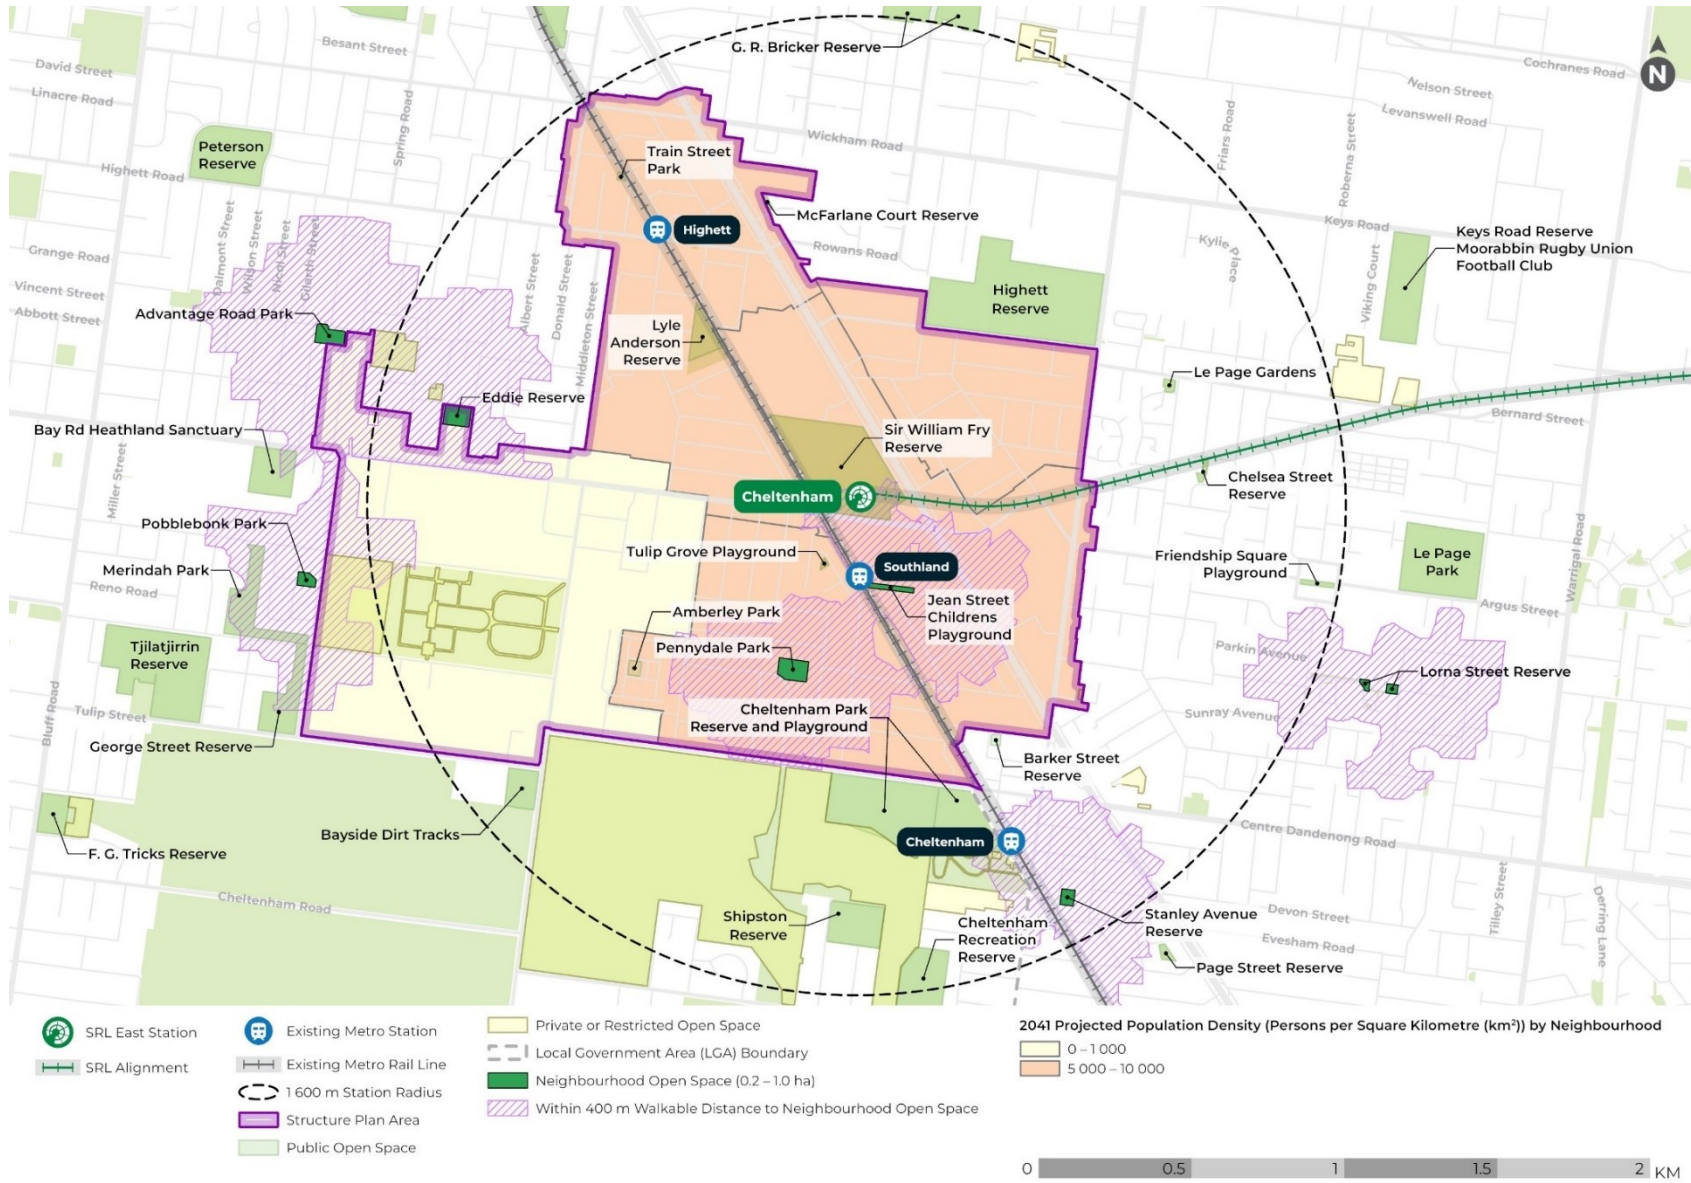 G. R. Bricker Reserve
N
Besant Street
David Street
Linacre Road
Spring Road
Cochranes Road
Nelson Street
Levanswell Road
Wickham Road
Friars Road
Roberna Street
Peterson
Reserve
Highett Road
Train Street
Park
McFarlane Court Reserve
Keys Road
Highett
Rowans Road
Kylie Place
Keys Road Reserve
Moorabbin Rugby Union
Football Club
Grange Road
Dalmont Street
Wilson Street
Nicol Street
Gilarth Street
Albert Street
Donald Street
Middleton Street
Viking Court
Vincent Street
Abbott Street
Highett
Reserve
Advantage Road Park
Lyle
Anderson
Reserve
Le Page Gardens
Eddie Reserve
Bernard Street
Bay Rd Heathland Sanctuary
Sir William Fry
Reserve
Miller Street
Chelsea Street
Reserve
Cheltenham
Pobblebonk Park
Tulip Grove Playground
Southland
Friendship Square
Playground
Le Page
Park
Warrigal Road
Merindah Park
Reno Road
Jean Street
Childrens
Playground
Argus Street
Amberley Park
Pennydale Park
Parkin Avenue
Tjilatjirrin
Reserve
Lorna Street Reserve
Bluff Road
Tulip Street
Cheltenham Park
Reserve and Playground
Sunray Avenue
George Street Reserve
Barker Street
Reserve
Bayside Dirt Tracks
Cheltenham
Centre Dandenong Road
F. G. Tricks Reserve
Cheltenham Road
Shipston
Reserve
Cheltenham
Recreation
Reserve
Stanley Avenue
Reserve
Devon Street
Evesham Road
Tilley Street
Derring Lane
Page Street Reserve
SRL East Station
SRL Alignment
Existing Metro Station
Existing Metro Rail Line
1 600 m Station Radius
Structure Plan Area
Public Open Space
Private or Restricted Open Space
Local Government Area (LGA) Boundary
Neighbourhood Open Space (0.2 – 1.0 ha)
Within 400 m Walkable Distance to Neighbourhood Open Space
2041 Projected Population Density (Persons per Square Kilometre (km²)) by Neighbourhood
0 – 1 000
5 000 – 10 000
0 0.5 1 1.5 2 KM